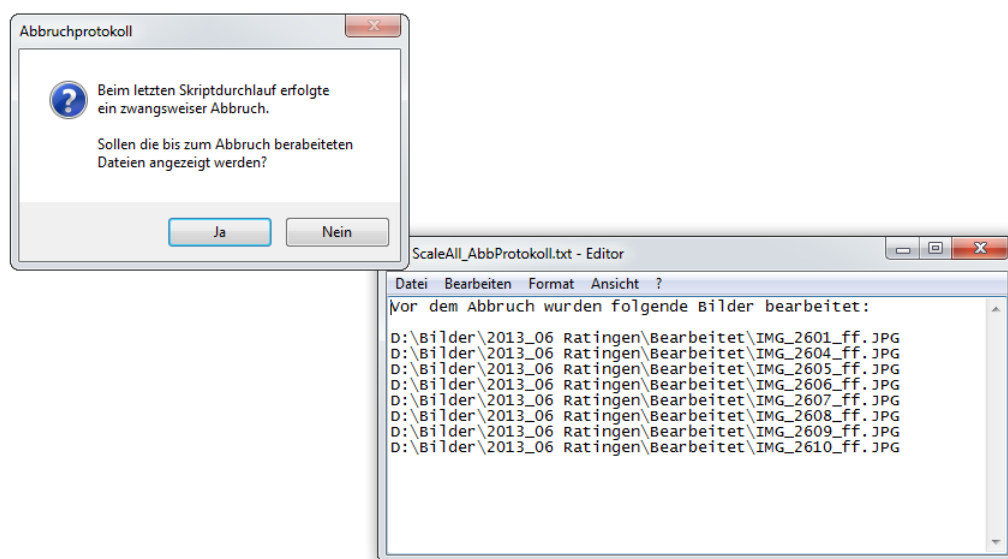 Abbruchprotokoll
Beim letzten Skriptdurchlauf erfolgte
ein zwangsweiser Abbruch.
Sollen die bis zum Abbruch berabeiteten
Dateien angezeigt werden?
Ja Nein
ScaleAll_AbbProtokoll.txt - Editor
Datei Bearbeiten Format Ansicht ?
Vor dem Abbruch wurden folgende Bilder bearbeitet:
D:\Bilder\2013_06 Ratingen\Bearbeitet\IMG_2601_ff.JPG
D:\Bilder\2013_06 Ratingen\Bearbeitet\IMG_2604_ff.JPG
D:\Bilder\2013_06 Ratingen\Bearbeitet\IMG_2605_ff.JPG
D:\Bilder\2013_06 Ratingen\Bearbeitet\IMG_2606_ff.JPG
D:\Bilder\2013_06 Ratingen\Bearbeitet\IMG_2607_ff.JPG
D:\Bilder\2013_06 Ratingen\Bearbeitet\IMG_2608_ff.JPG
D:\Bilder\2013_06 Ratingen\Bearbeitet\IMG_2609_ff.JPG
D:\Bilder\2013_06 Ratingen\Bearbeitet\IMG_2610_ff.JPG